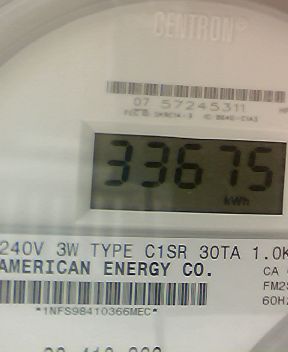 CENTRON®
07 57245311
33675
kWh
240V 3W TYPE C1SR 30TA 1.0K
AMERICAN ENERGY CO.
CA
FM2S
60HZ
*1NFS98410366MEC*